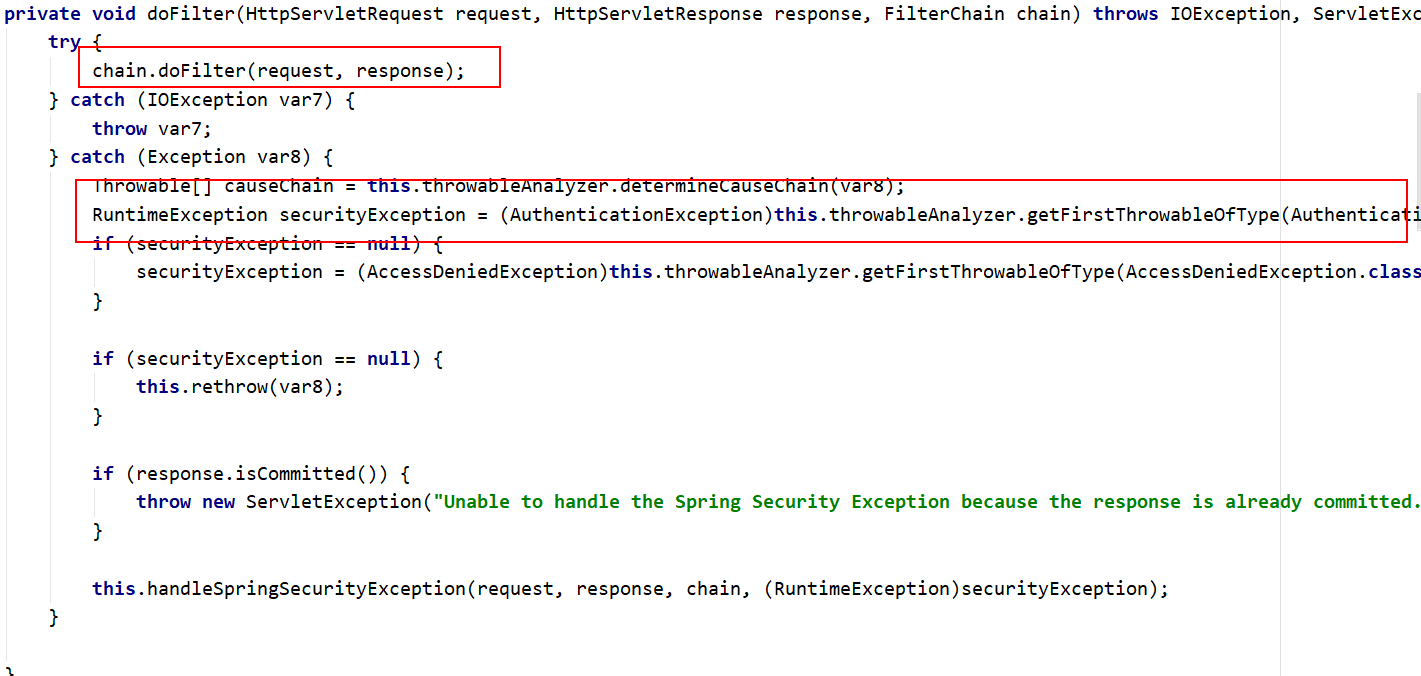 private void doFilter(HttpServletRequest request, HttpServletResponse response, FilterChain chain) throws IOException, ServletExc
try {
chain.doFilter(request, response);
} catch (IOException var7) {
throw var7;
} catch (Exception var8) {
Throwable[] causeChain = this.throwableAnalyzer.determineCauseChain(var8);
RuntimeException securityException = (AuthenticationException)this.throwableAnalyzer.getFirstThrowableOfType(Authenticati
if (securityException == null) {
securityException = (AccessDeniedException)this.throwableAnalyzer.getFirstThrowableOfType(AccessDeniedException.class
}
if (securityException == null) {
this.rethrow(var8);
}
if (response.isCommitted()) {
throw new ServletException("Unable to handle the Spring Security Exception because the response is already committed.
}
this.handleSpringSecurityException(request, response, chain, (RuntimeException)securityException);
}
}